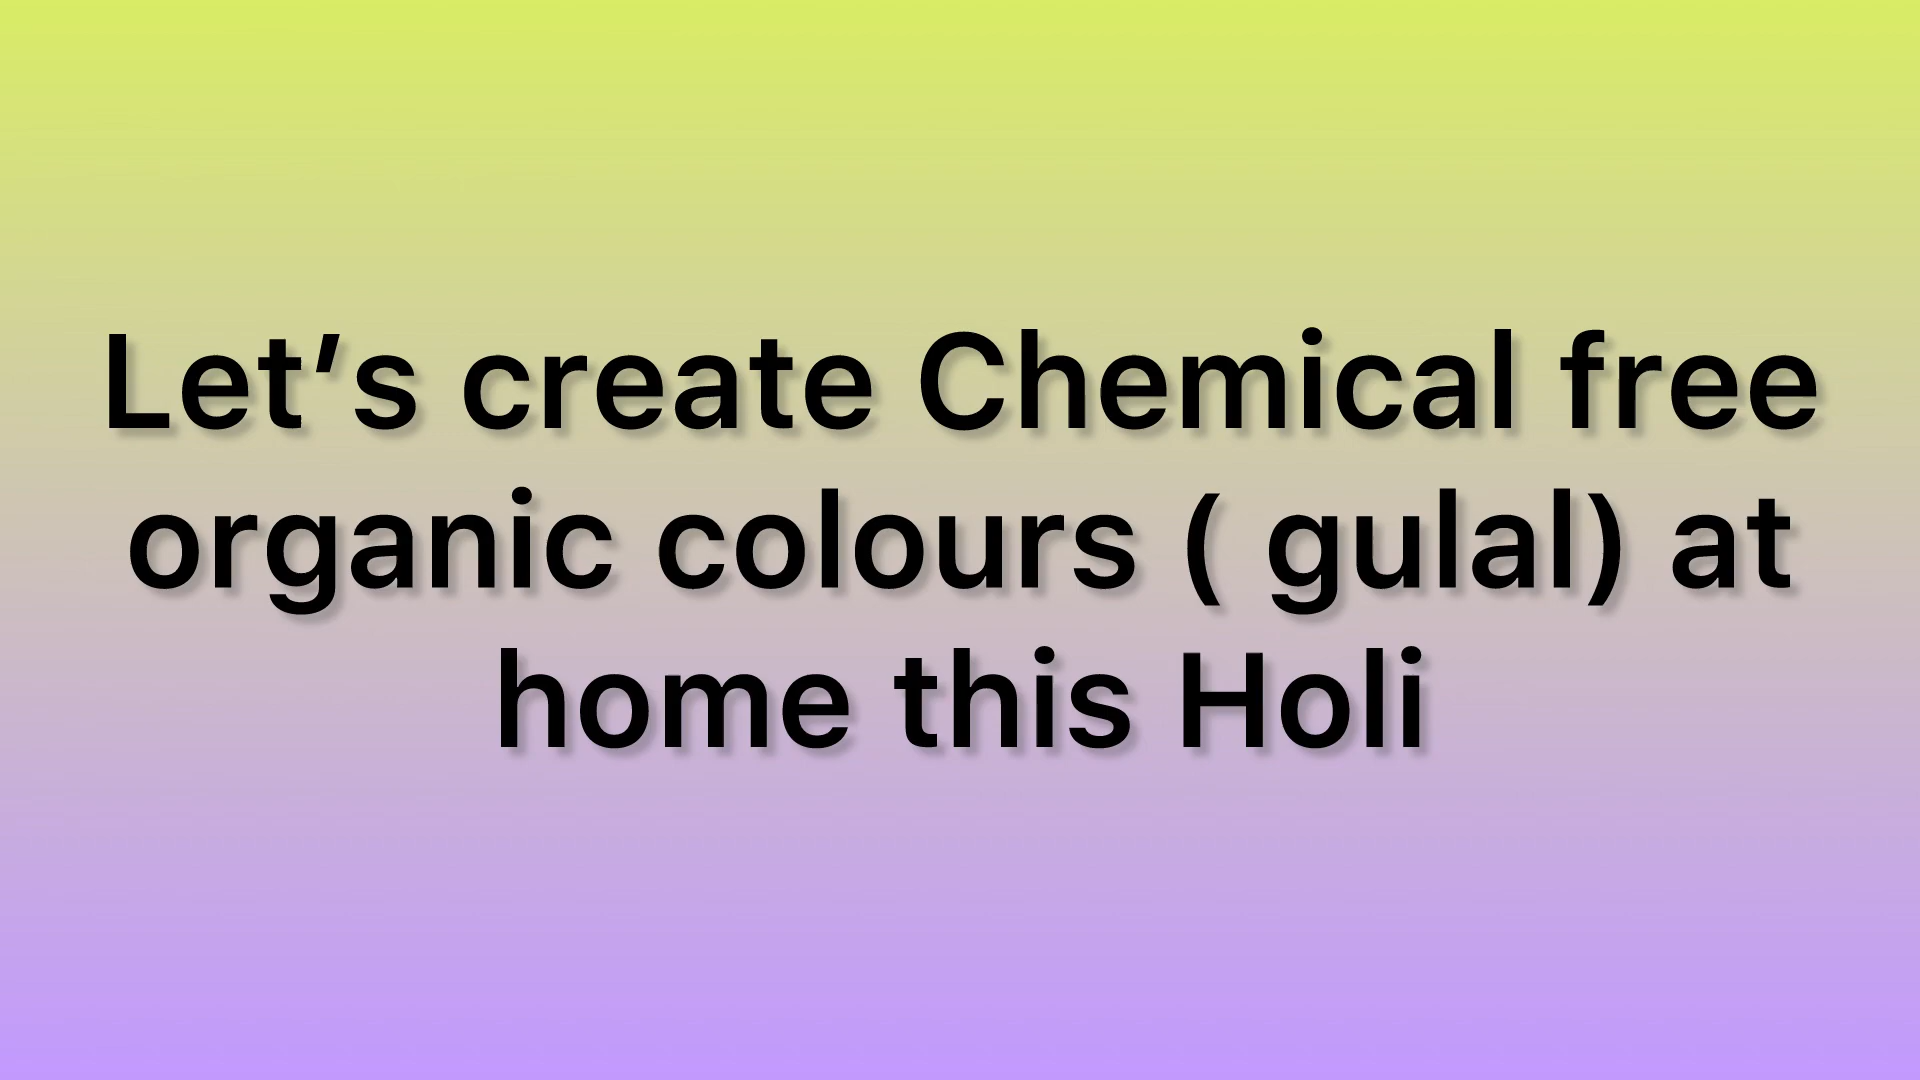 Let’s create Chemical free
organic colours ( gulal) at
home this Holi